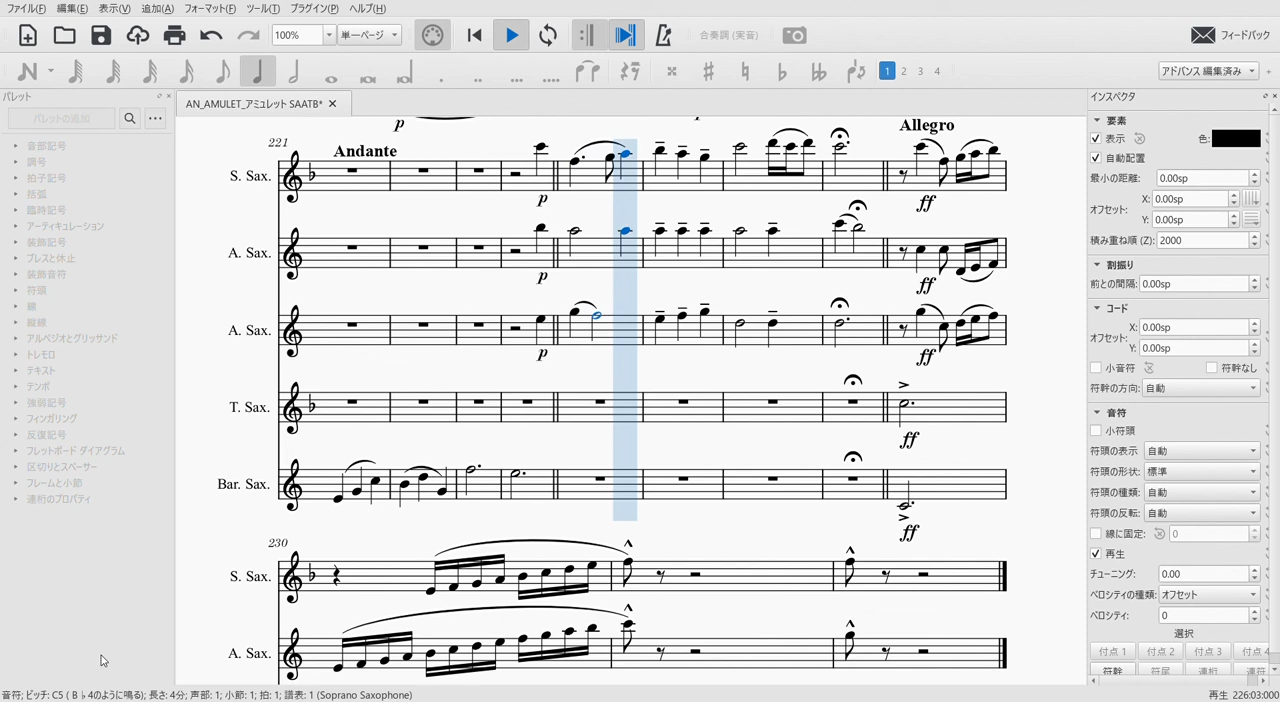 ファイル(F) 編集(E) 表示(V) 追加(A) フォーマット(F) ツール(T) プラグイン(P) ヘルプ(H)
100% 単一ページ 合奏調 (実音) フィードバック
1 2 3 4 アドバンス 編集済み
パレット
AN_AMULET_アミュレット SAATB*
インスペクタ
パレットの追加
音部記号
調号
拍子記号
括弧
臨時記号
アーティキュレーション
装飾記号
ブレスと休止
装飾音符
符頭
線
縦線
アルペジオとグリッサンド
トレモロ
テキスト
テンポ
強弱記号
フィンガリング
反復記号
フレットボード ダイアグラム
区切りとスペーサー
フレームと小節
連桁のプロパティ
p
221
Andante
Allegro
S. Sax.
p
ff
A. Sax.
p
ff
A. Sax.
p
ff
T. Sax.
ff
Bar. Sax.
ff
230
S. Sax.
A. Sax.
要素
表示 色:
自動配置
最小の距離: 0.00sp
オフセット: X: 0.00sp
Y: 0.00sp
積み重ね順 (Z): 2000
割振り
前との間隔: 0.00sp
コード
オフセット: X: 0.00sp
Y: 0.00sp
小音符 符幹なし
符幹の方向: 自動
音符
小符頭
符頭の表示: 自動
符頭の形状: 標準
符頭の種類: 自動
符頭の反転: 自動
線に固定: 0
再生
チューニング: 0.00
ベロシティの種類: オフセット
ベロシティ: 0
選択
付点 1 付点 2 付点 3 付点 4
符幹 符尾 連桁
音符; ピッチ: C5 ( B♭4のように鳴る); 長さ: 4分; 声部: 1; 小節: 1; 拍: 1; 譜表: 1 (Soprano Saxophone)
再生 226:03:000